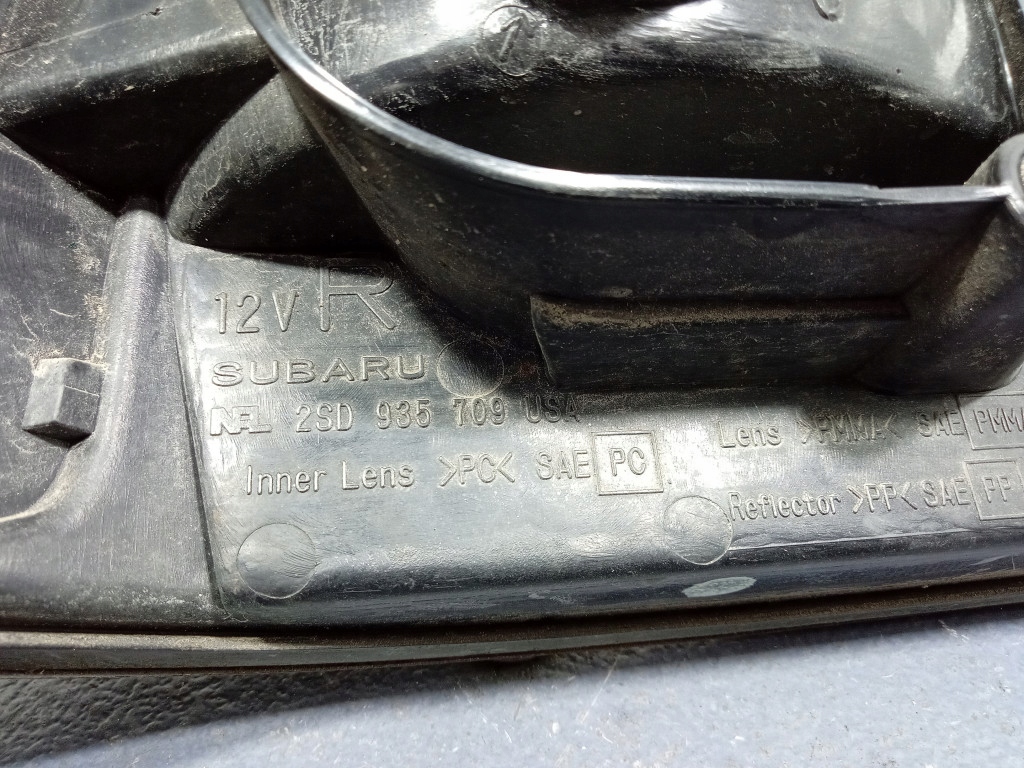 12V R
SUBARU
NAL 2SD 935 709 USA
Inner Lens >PC< SAE PC
Lens >PMMA< SAE PMMA
Reflector >PP< SAE PP